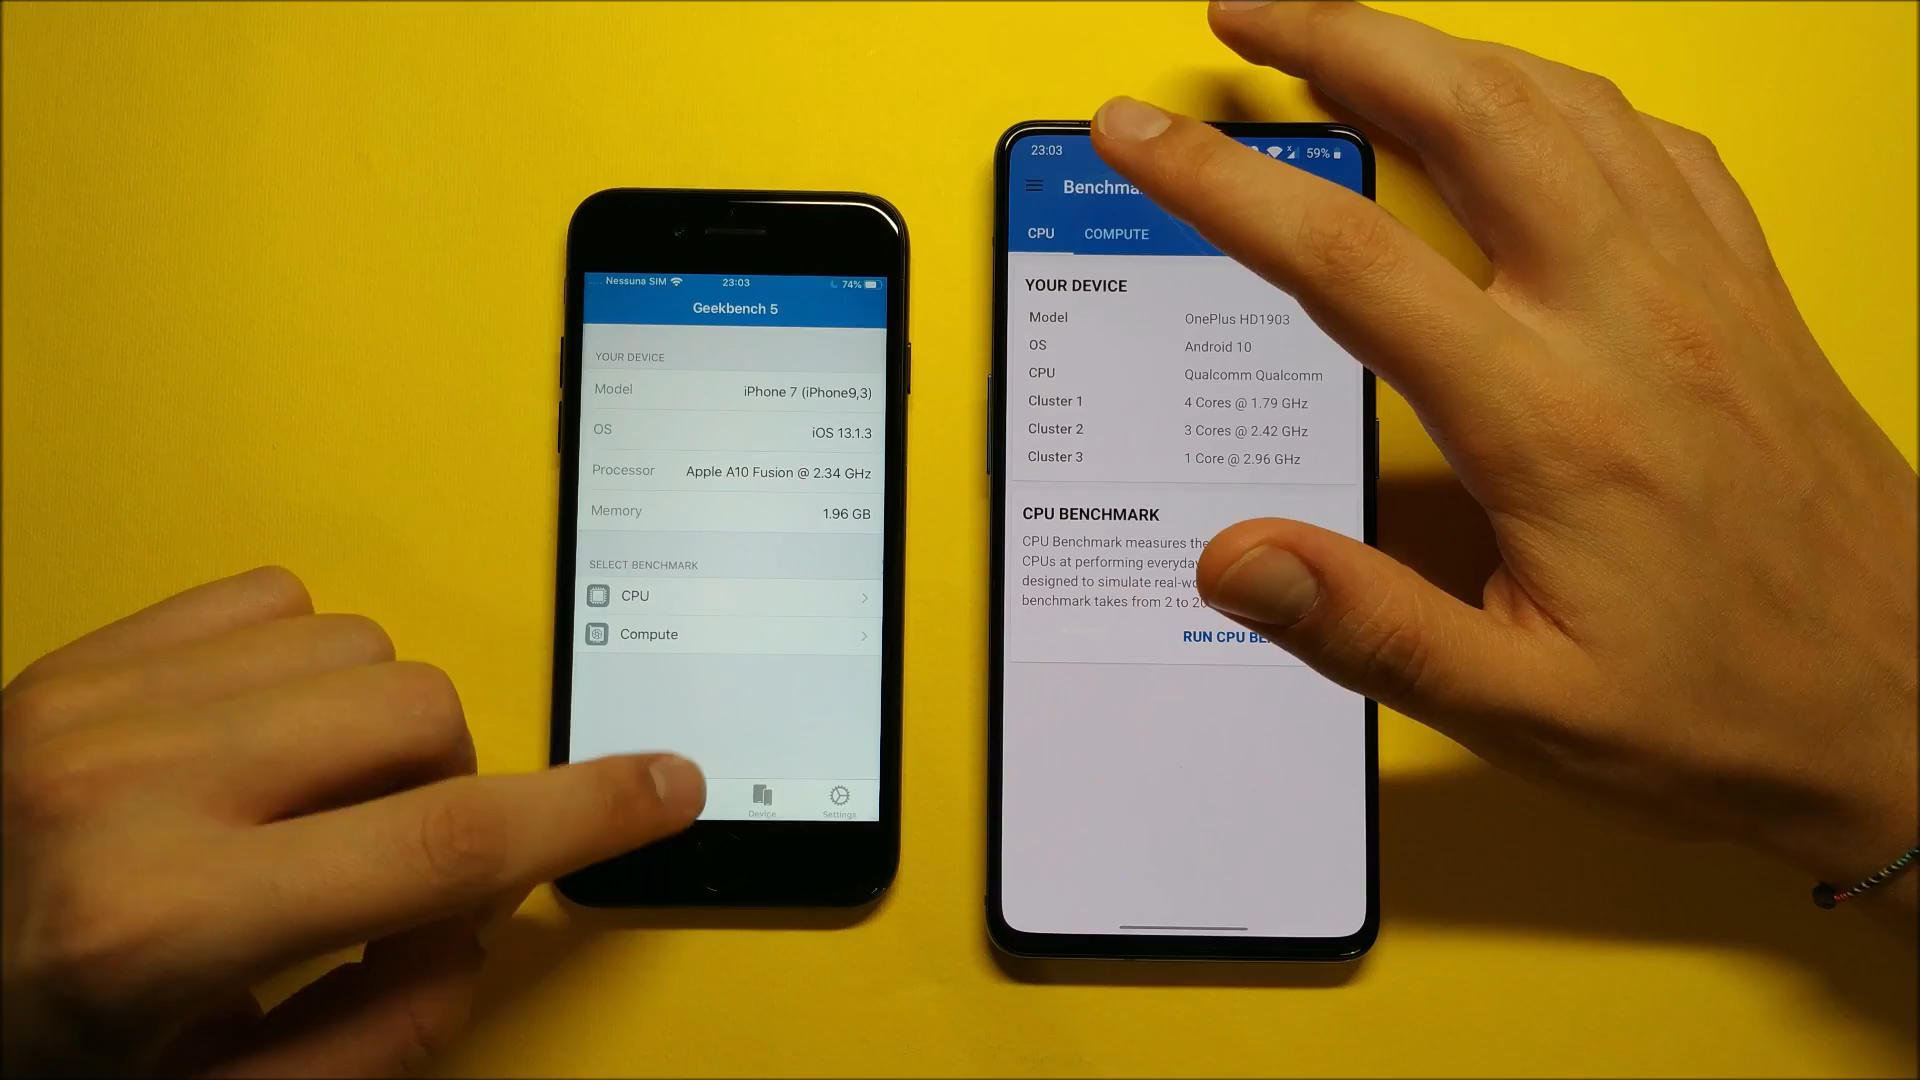 Nessuna SIM 23:03 74%
Geekbench 5
YOUR DEVICE
Model iPhone 7 (iPhone9,3)
OS iOS 13.1.3
Processor Apple A10 Fusion @ 2.34 GHz
Memory 1.96 GB
SELECT BENCHMARK
CPU
Compute
Device Settings
23:03 59%
Benchma
CPU COMPUTE
YOUR DEVICE
Model OnePlus HD1903
OS Android 10
CPU Qualcomm Qualcomm
Cluster 1 4 Cores @ 1.79 GHz
Cluster 2 3 Cores @ 2.42 GHz
Cluster 3 1 Core @ 2.96 GHz
CPU BENCHMARK
CPU Benchmark measures the
CPUs at performing everyday
designed to simulate real-wo
benchmark takes from 2 to 20
RUN CPU BE